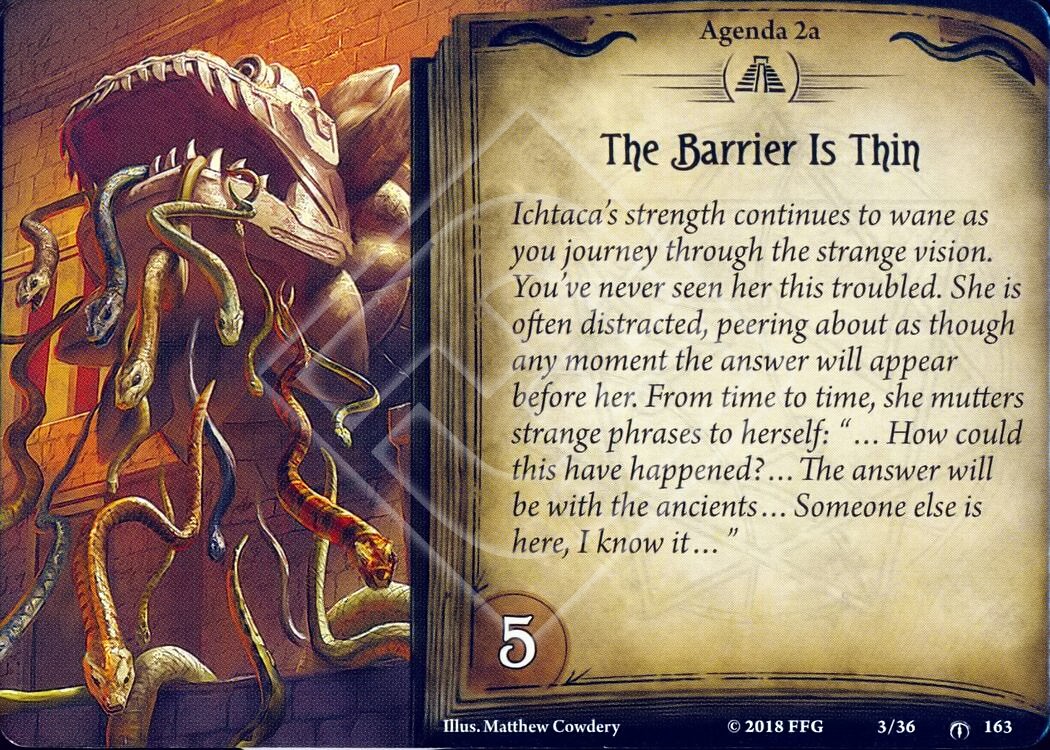 Agenda 2a
The Barrier Is Thin
Ichtaca's strength continues to wane as
you journey through the strange vision.
You've never seen her this troubled. She is
often distracted, peering about as though
any moment the answer will appear
before her. From time to time, she mutters
strange phrases to herself: “… How could
this have happened?… The answer will
be with the ancients… Someone else is
here, I know it…”
5
Illus. Matthew Cowdery © 2018 FFG 3/36 163